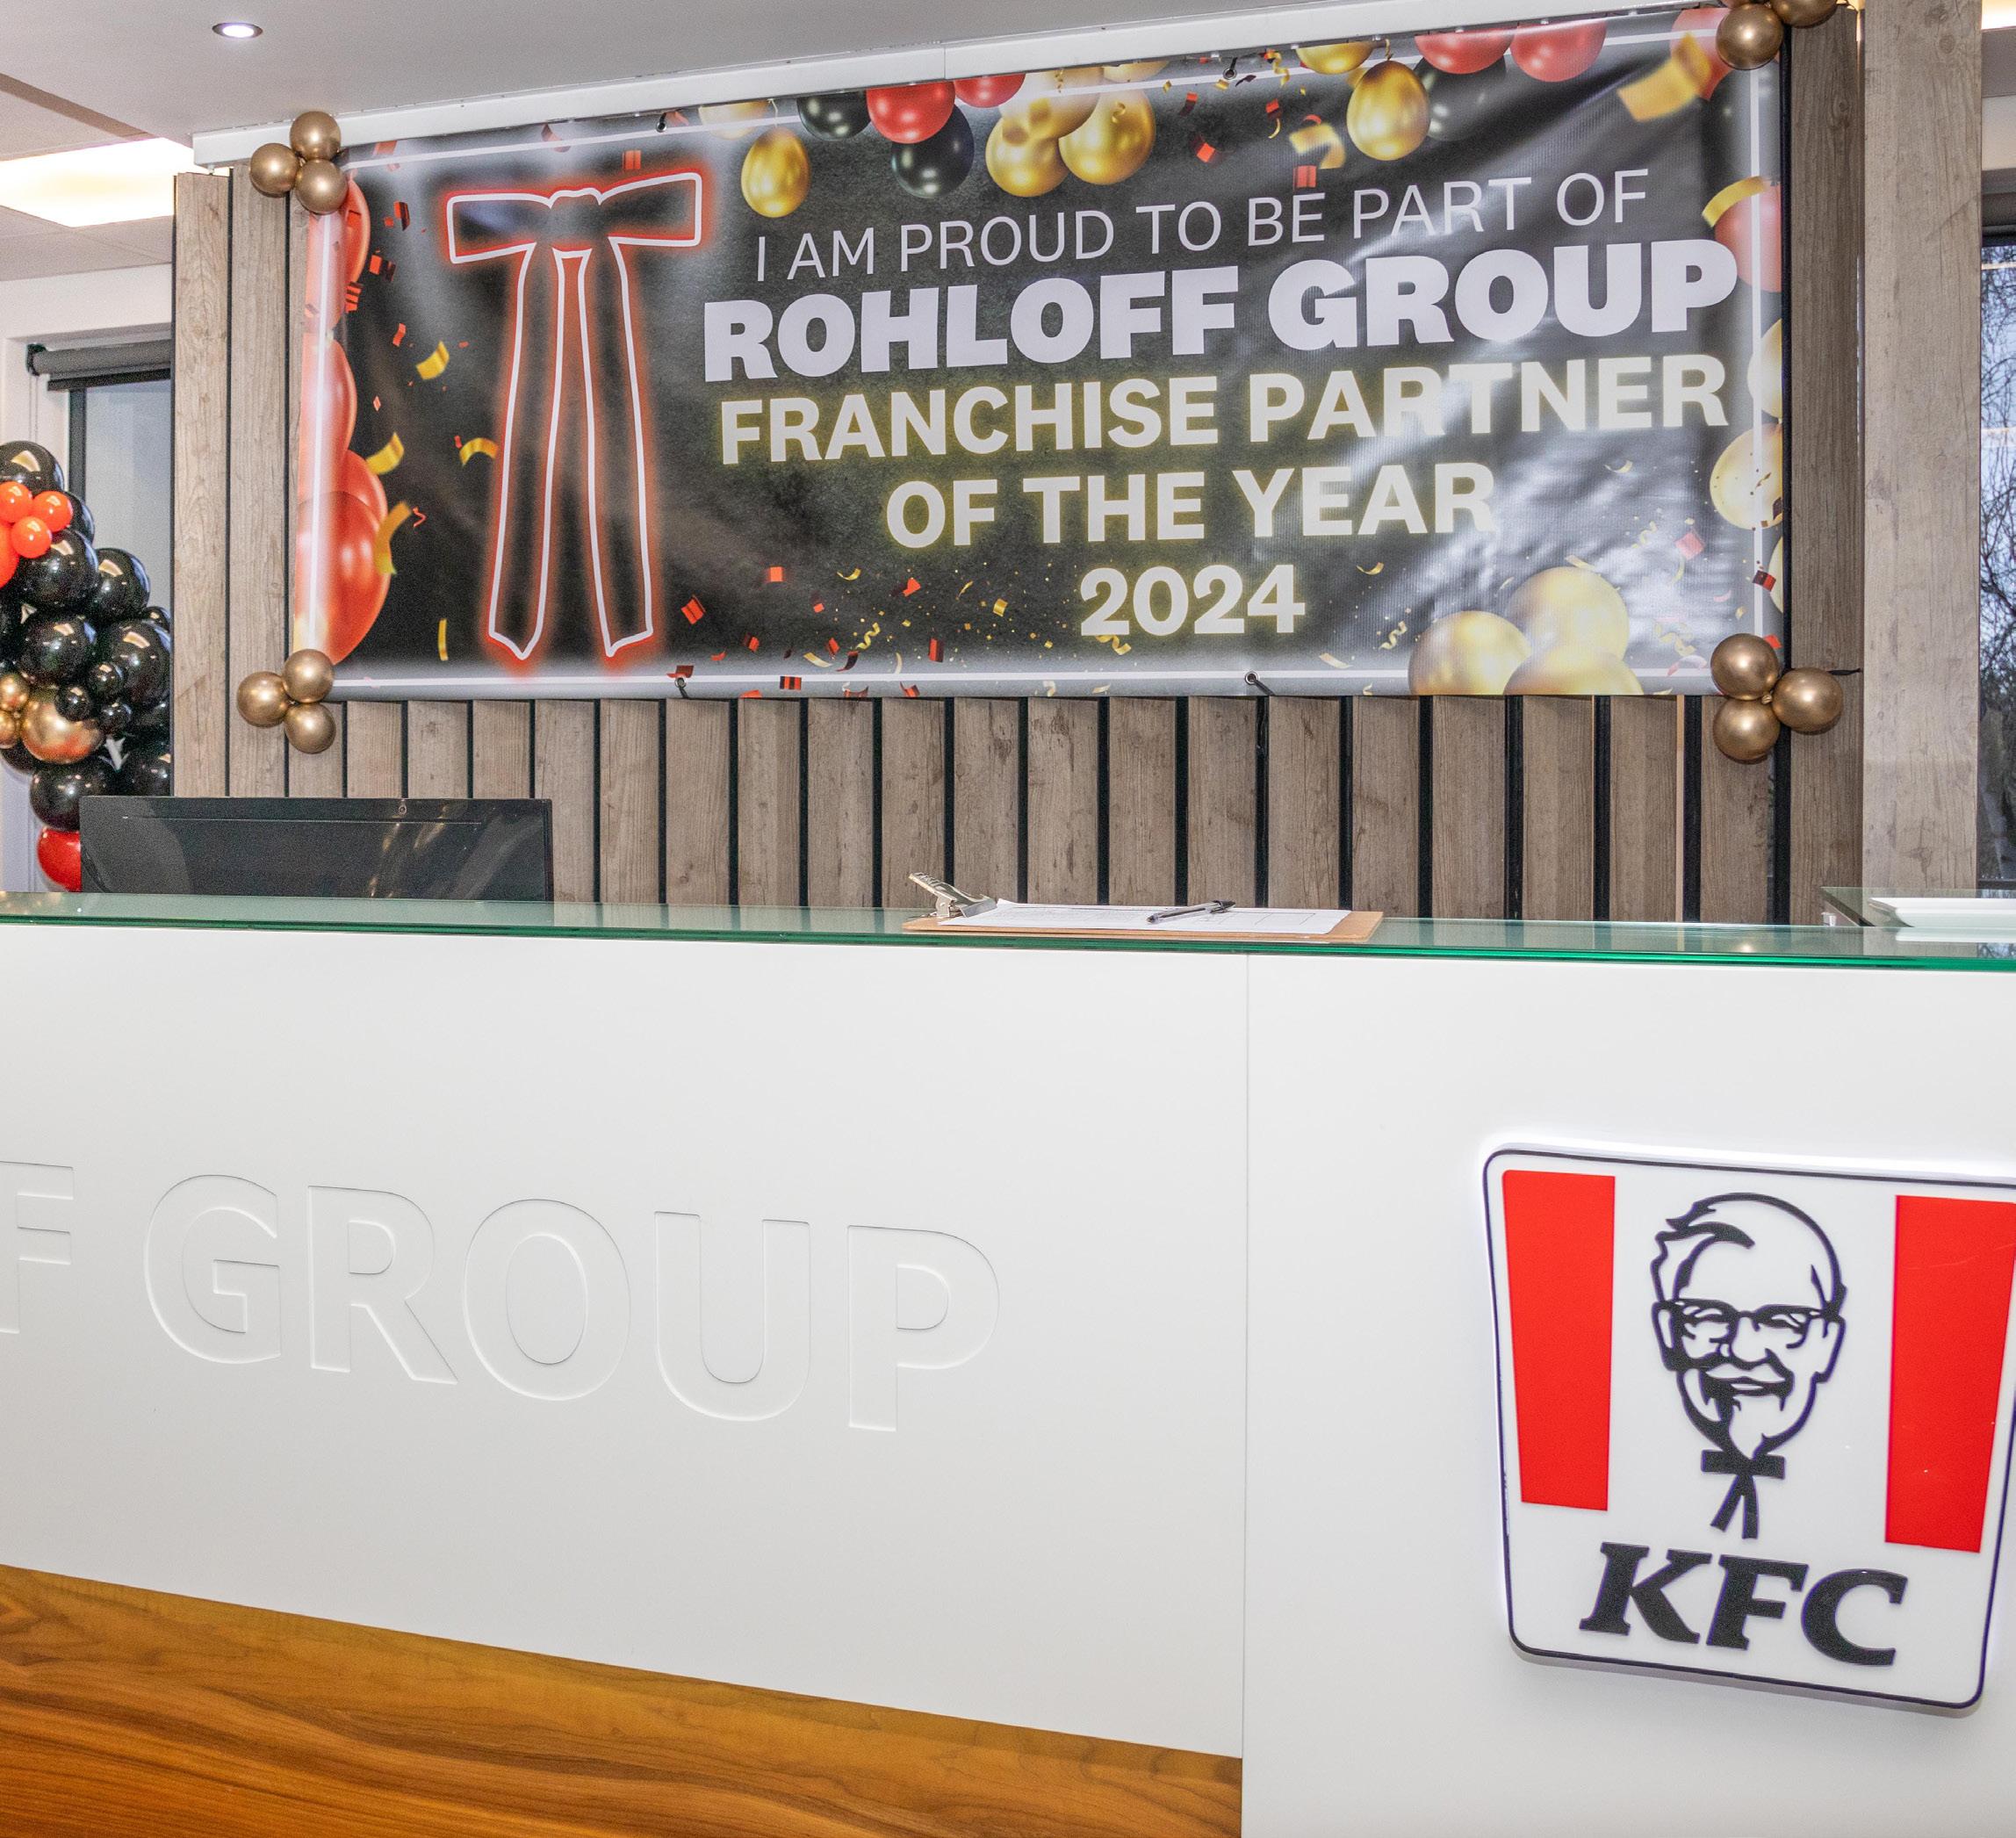 I AM PROUD TO BE PART OF
ROHLOFF GROUP
FRANCHISE PARTNER
OF THE YEAR
2024
F GROUP
KFC